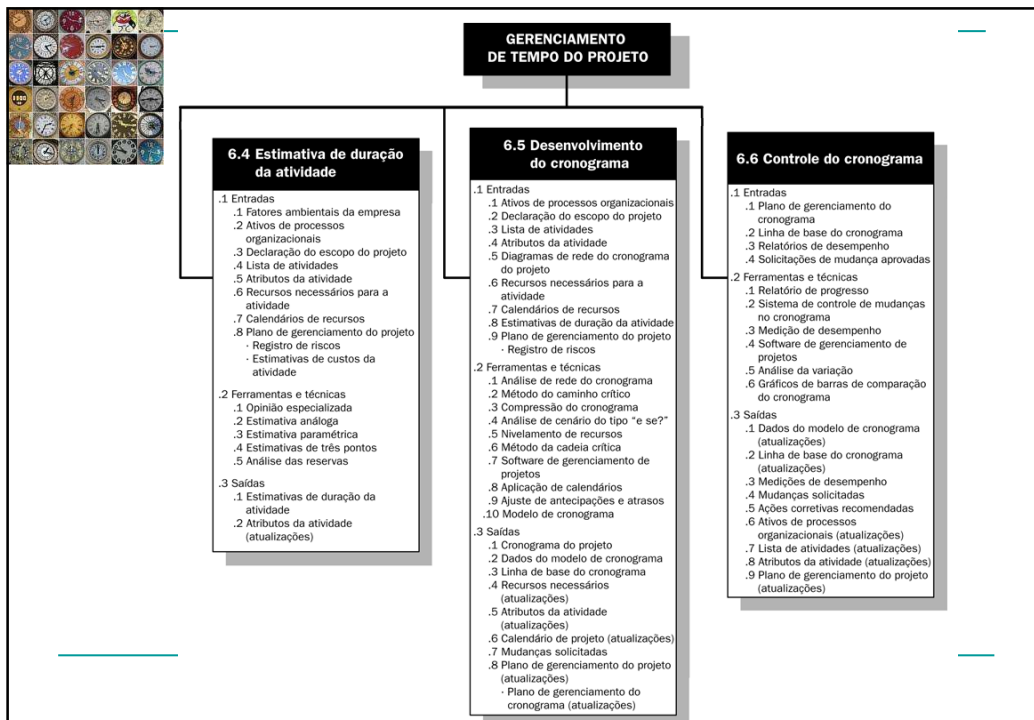 GERENCIAMENTO
DE TEMPO DO PROJETO
6.4 Estimativa de duração
da atividade
.1 Entradas
.1 Fatores ambientais da empresa
.2 Ativos de processos
organizacionais
.3 Declaração do escopo do projeto
.4 Lista de atividades
.5 Atributos da atividade
.6 Recursos necessários para a
atividade
.7 Calendários de recursos
.8 Plano de gerenciamento do projeto
· Registro de riscos
· Estimativas de custos da
atividade
.2 Ferramentas e técnicas
.1 Opinião especializada
.2 Estimativa análoga
.3 Estimativa paramétrica
.4 Estimativas de três pontos
.5 Análise das reservas
.3 Saídas
.1 Estimativas de duração da
atividade
.2 Atributos da atividade
(atualizações)
6.5 Desenvolvimento
do cronograma
.1 Entradas
.1 Ativos de processos organizacionais
.2 Declaração do escopo do projeto
.3 Lista de atividades
.4 Atributos da atividade
.5 Diagramas de rede do cronograma
do projeto
.6 Recursos necessários para a
atividade
.7 Calendários de recursos
.8 Estimativas de duração da atividade
.9 Plano de gerenciamento do projeto
· Registro de riscos
.2 Ferramentas e técnicas
.1 Análise de rede do cronograma
.2 Método do caminho crítico
.3 Compressão do cronograma
.4 Análise de cenário do tipo “e se?”
.5 Nivelamento de recursos
.6 Método da cadeia crítica
.7 Software de gerenciamento de
projetos
.8 Aplicação de calendários
.9 Ajuste de antecipações e atrasos
.10 Modelo de cronograma
.3 Saídas
.1 Cronograma do projeto
.2 Dados do modelo de cronograma
.3 Linha de base do cronograma
.4 Recursos necessários
(atualizações)
.5 Atributos da atividade
(atualizações)
.6 Calendário de projeto (atualizações)
.7 Mudanças solicitadas
.8 Plano de gerenciamento do projeto
(atualizações)
· Plano de gerenciamento do
cronograma (atualizações)
6.6 Controle do cronograma
.1 Entradas
.1 Plano de gerenciamento do
cronograma
.2 Linha de base do cronograma
.3 Relatórios de desempenho
.4 Solicitações de mudança aprovadas
.2 Ferramentas e técnicas
.1 Relatório de progresso
.2 Sistema de controle de mudanças
no cronograma
.3 Medição de desempenho
.4 Software de gerenciamento de
projetos
.5 Análise da variação
.6 Gráficos de barras de comparação
do cronograma
.3 Saídas
.1 Dados do modelo de cronograma
(atualizações)
.2 Linha de base do cronograma
(atualizações)
.3 Medições de desempenho
.4 Mudanças solicitadas
.5 Ações corretivas recomendadas
.6 Ativos de processos
organizacionais (atualizações)
.7 Lista de atividades (atualizações)
.8 Atributos da atividade (atualizações)
.9 Plano de gerenciamento do projeto
(atualizações)